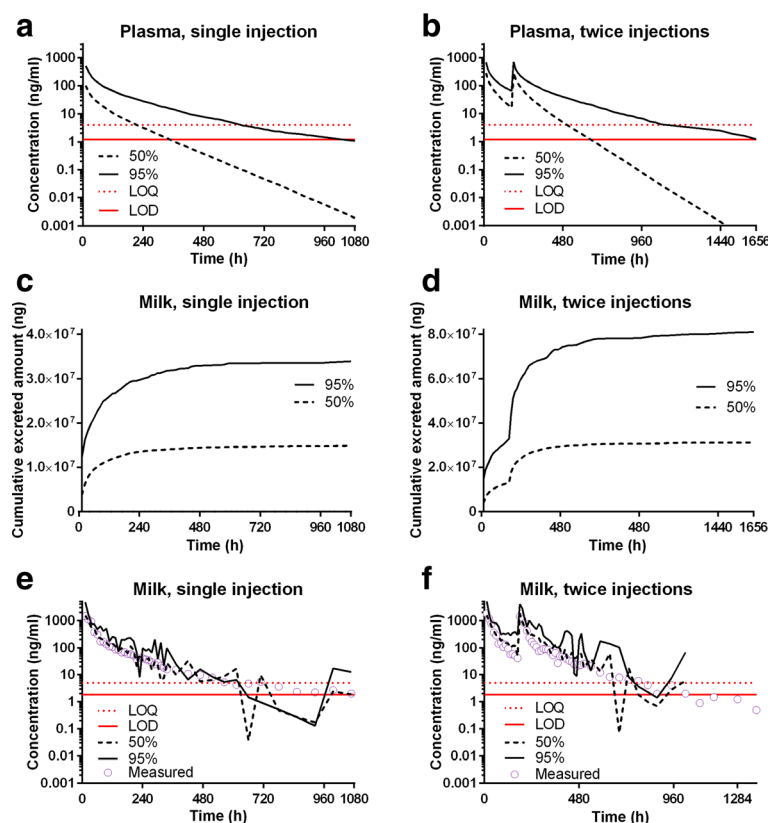 a
Plasma, single injection
Concentration (ng/ml)
1000
100
10
1
0.1
0.01
0.001
50%
95%
LOQ
LOD
0 240 480 720 960 1080
Time (h)
b
Plasma, twice injections
Concentration (ng/ml)
1000
100
10
1
0.1
0.01
0.001
50%
95%
LOQ
LOD
0 480 960 1440 1656
Time (h)
c
Milk, single injection
Cumulative excreted amount (ng)
4.0×10⁷
3.0×10⁷
2.0×10⁷
1.0×10⁷
0
95%
50%
0 240 480 720 960 1080
Time (h)
d
Milk, twice injections
Cumulative excreted amount (ng)
8.0×10⁷
6.0×10⁷
4.0×10⁷
2.0×10⁷
0
95%
50%
0 480 480 1440 1656
Time (h)
e
Milk, single injection
Concentration (ng/ml)
1000
100
10
1
0.1
0.01
0.001
LOQ
LOD
50%
95%
Measured
0 240 480 720 960 1080
Time (h)
f
Milk, twice injections
Concentration (ng/ml)
1000
100
10
1
0.1
0.01
0.001
LOQ
LOD
50%
95%
Measured
0 480 960 1284
Time (h)